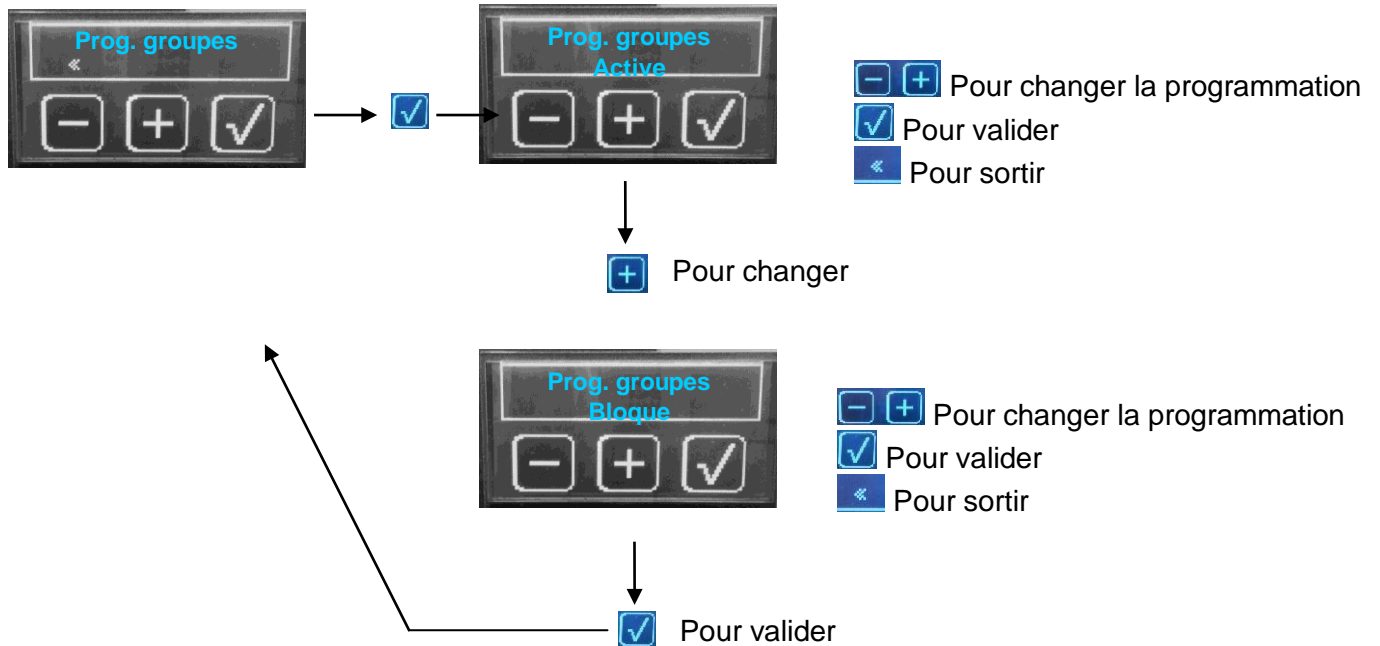 Prog. groupes
«
Prog. groupes
Active
Pour changer la programmation
Pour valider
« Pour sortir
Pour changer
Prog. groupes
Bloque
Pour changer la programmation
Pour valider
« Pour sortir
Pour valider